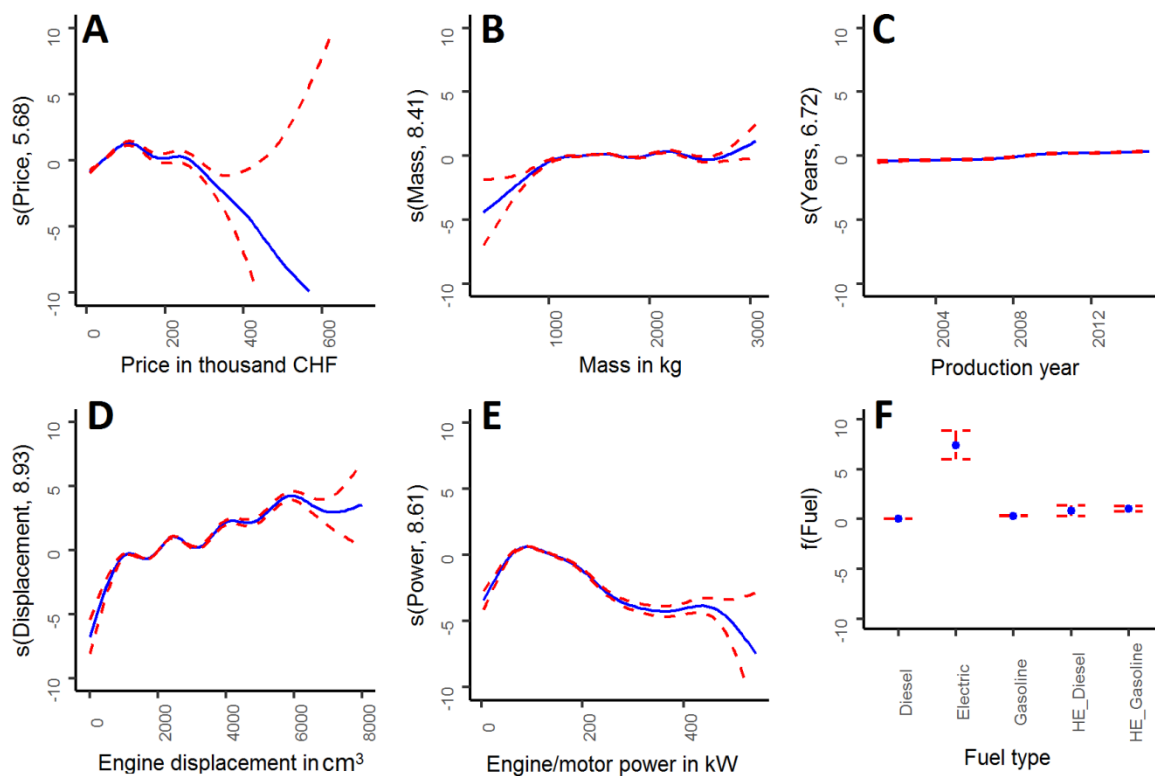 A
s(Price, 5.68)
10
5
0
-5
-10
0
200
400
600
Price in thousand CHF
B
s(Mass, 8.41)
10
5
0
-5
-10
1000
2000
3000
Mass in kg
C
s(Years, 6.72)
10
5
0
-5
-10
2004
2008
2012
Production year
D
s(Displacement, 8.93)
10
5
0
-5
-10
0
2000
4000
6000
8000
Engine displacement in cm³
E
s(Power, 8.61)
10
5
0
-5
-10
0
2000
400
Engine/motor power in kW
F
f(Fuel)
10
5
0
-5
-10
Diesel
Electric
Gasoline
HE_Diesel
HE_Gasoline
Fuel type